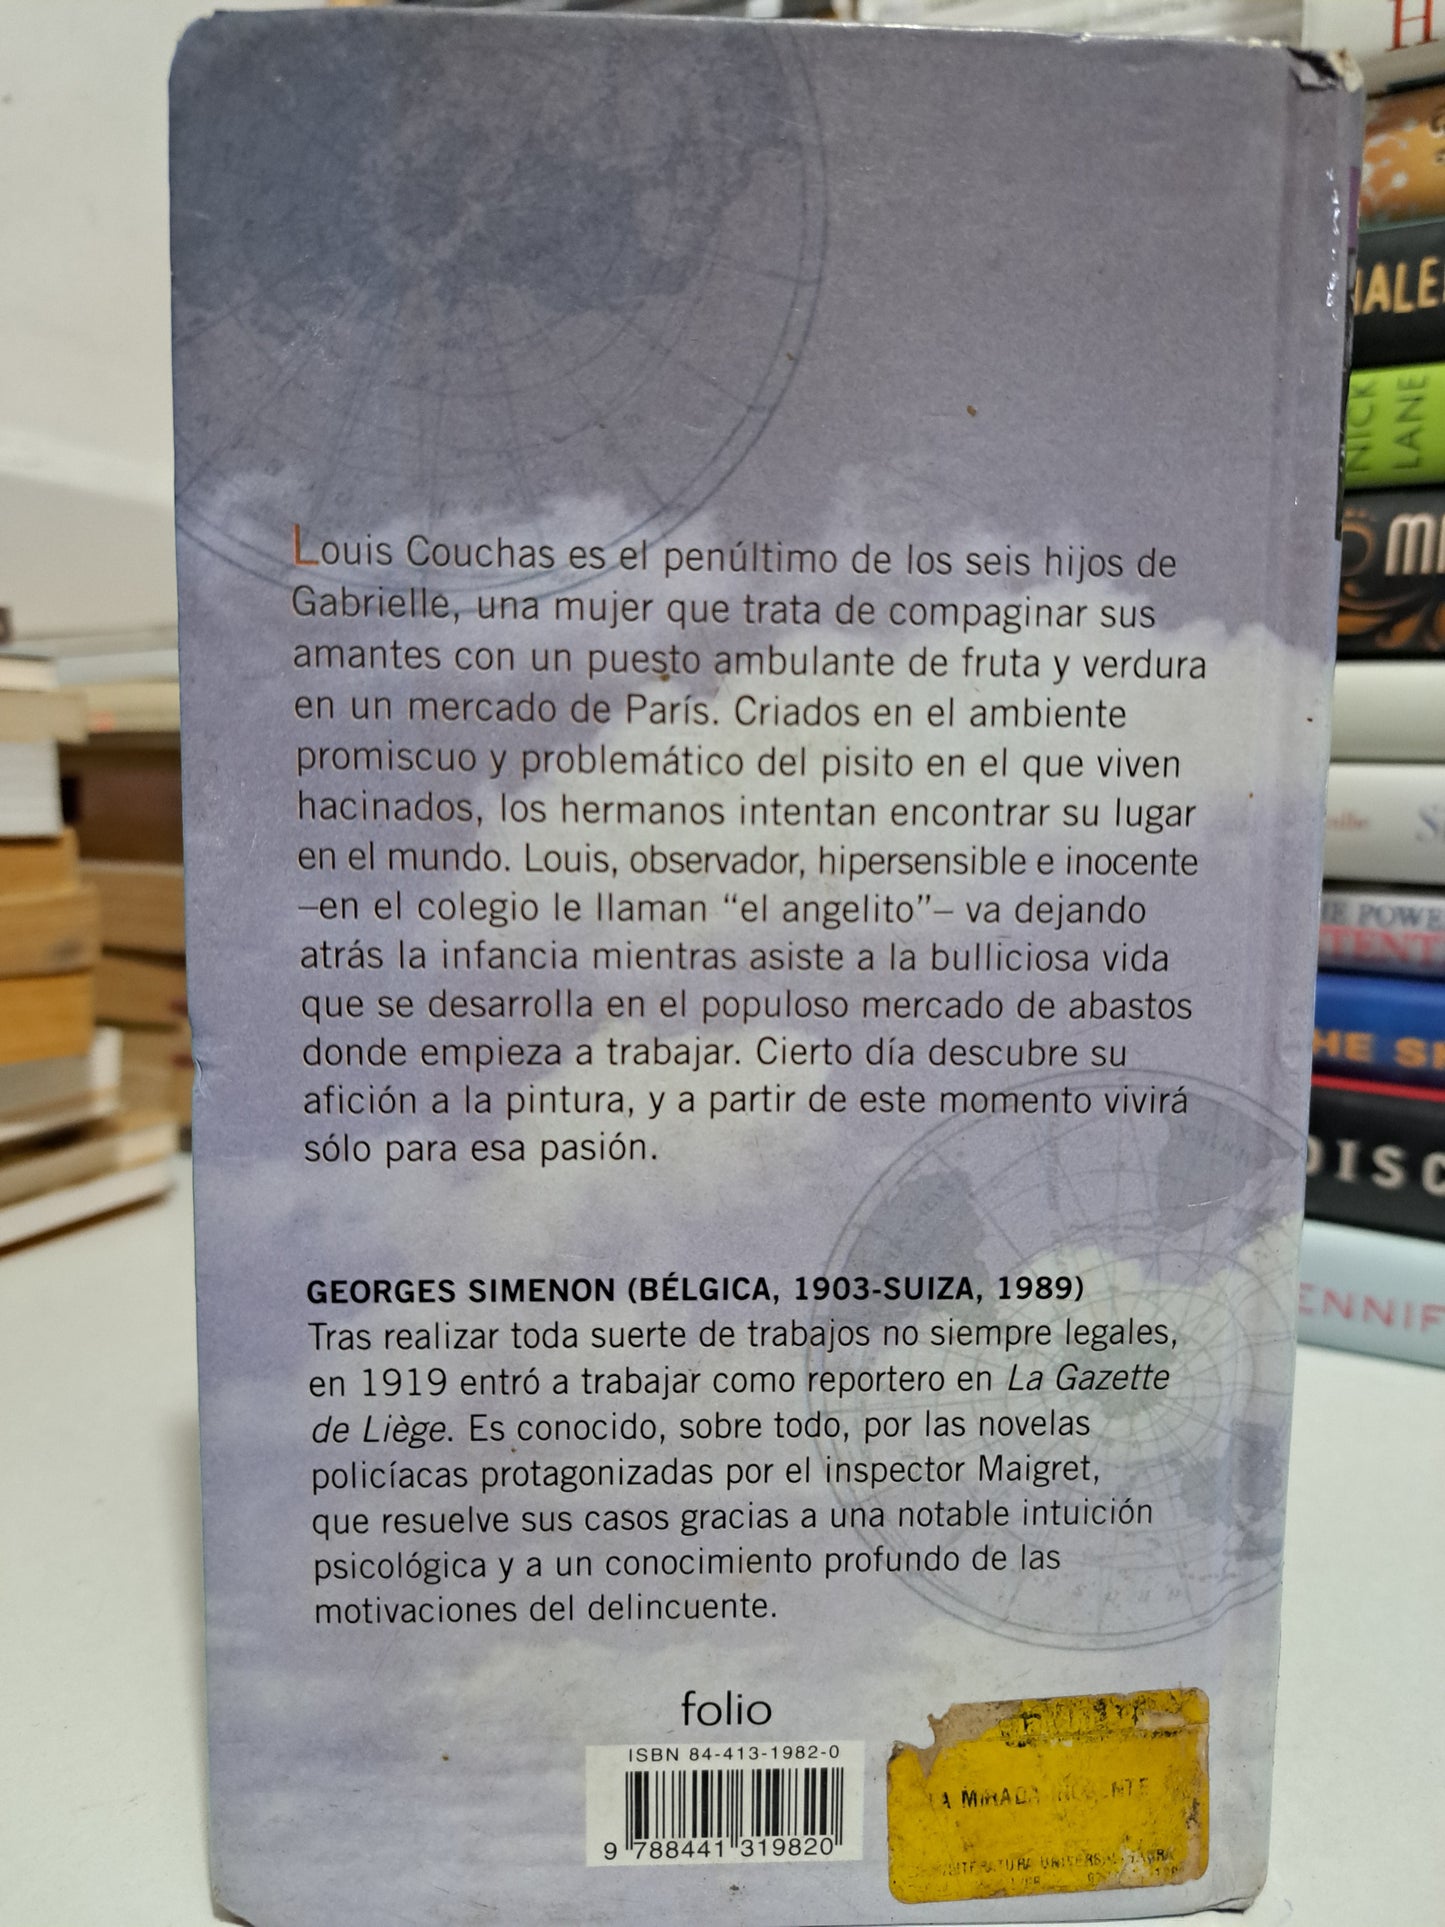 Louis Couchas es el penúltimo de los seis hijos de
Gabrielle, una mujer que trata de compaginar sus
amantes con un puesto ambulante de fruta y verdura
en un mercado de París. Criados en el ambiente
promiscuo y problemático del pisito en el que viven
hacinados, los hermanos intentan encontrar su lugar
en el mundo. Louis, observador, hipersensible e inocente
–en el colegio le llaman “el angelito”– va dejando
atrás la infancia mientras asiste a la bulliciosa vida
que se desarrolla en el populoso mercado de abastos
donde empieza a trabajar. Cierto día descubre su
afición a la pintura, y a partir de este momento vivirá
sólo para esa pasión.
GEORGES SIMENON (BÉLGICA, 1903-SUIZA, 1989)
Tras realizar toda suerte de trabajos no siempre legales,
en 1919 entró a trabajar como reportero en La Gazette
de Liège. Es conocido, sobre todo, por las novelas
policíacas protagonizadas por el inspector Maigret,
que resuelve sus casos gracias a una notable intuición
psicológica y a un conocimiento profundo de las
motivaciones del delincuente.
folio
ISBN 84-413-1982-0
9 788441 319820
LA MIRADA INOCENTE
LITERATURA UNIVERSAL
NICK
LANE